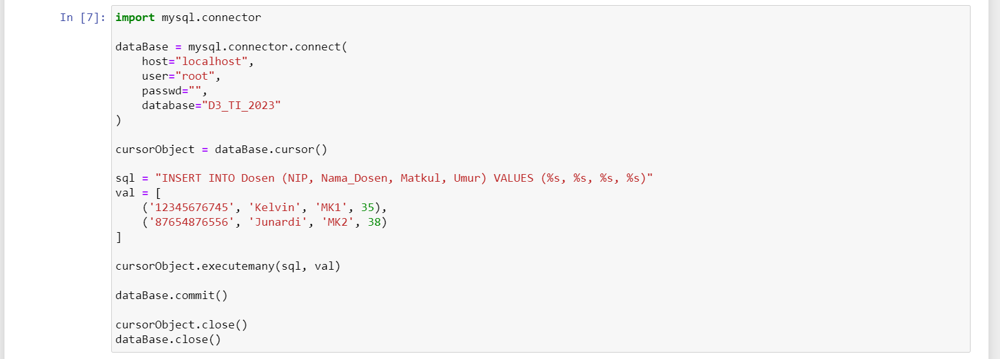 In [7]: import mysql.connector
dataBase = mysql.connector.connect(
    host="localhost",
    user="root",
    passwd="",
    database="D3_TI_2023"
)
cursorObject = dataBase.cursor()
sql = "INSERT INTO Dosen (NIP, Nama_Dosen, Matkul, Umur) VALUES (%s, %s, %s, %s)"
val = [
    ('12345676745', 'Kelvin', 'MK1', 35),
    ('87654876556', 'Junardi', 'MK2', 38)
]
cursorObject.executemany(sql, val)
dataBase.commit()
cursorObject.close()
dataBase.close()